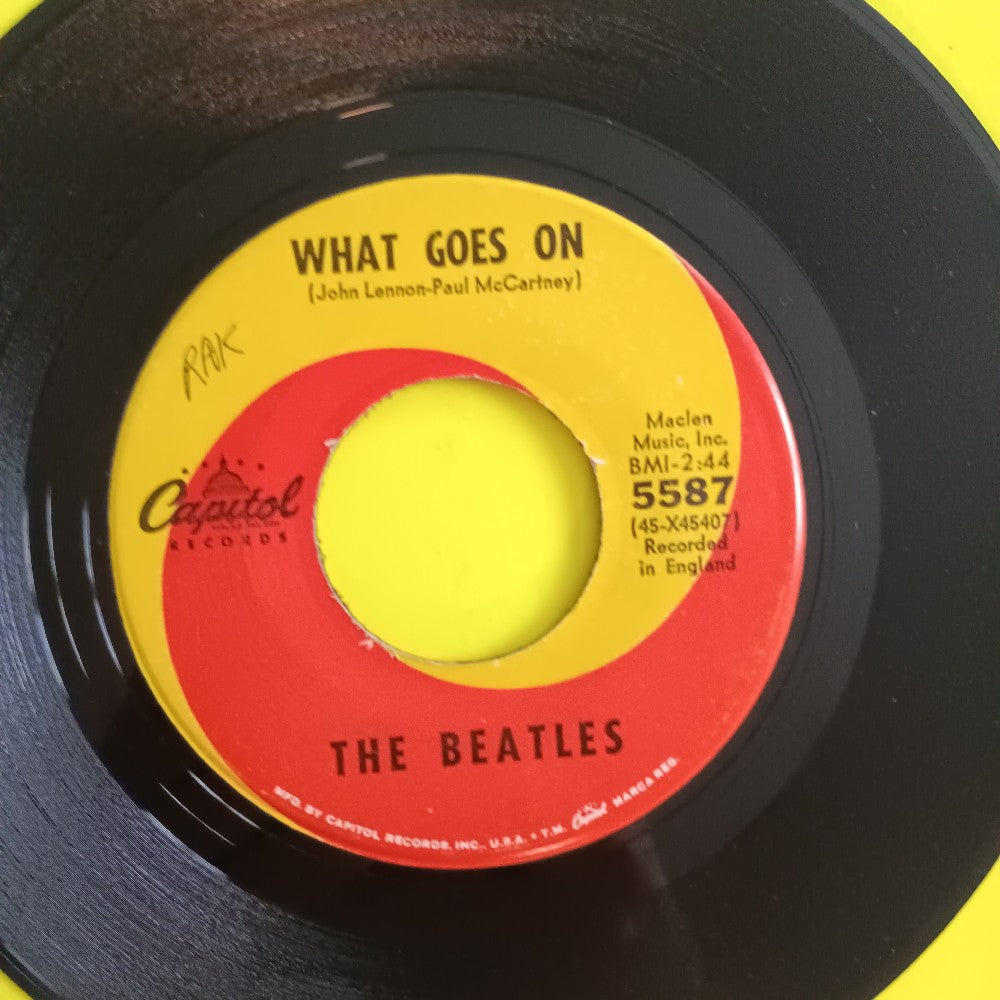 WHAT GOES ON
(John Lennon-Paul McCartney)
RAK
Capitol
RECORDS
Maclen
Music, Inc.
BMI-2:44
5587
(45-X45407)
Recorded
in England
THE BEATLES
MFD. BY CAPITOL RECORDS, INC., U.S.A. • T.M. Capitol MARCA REG.